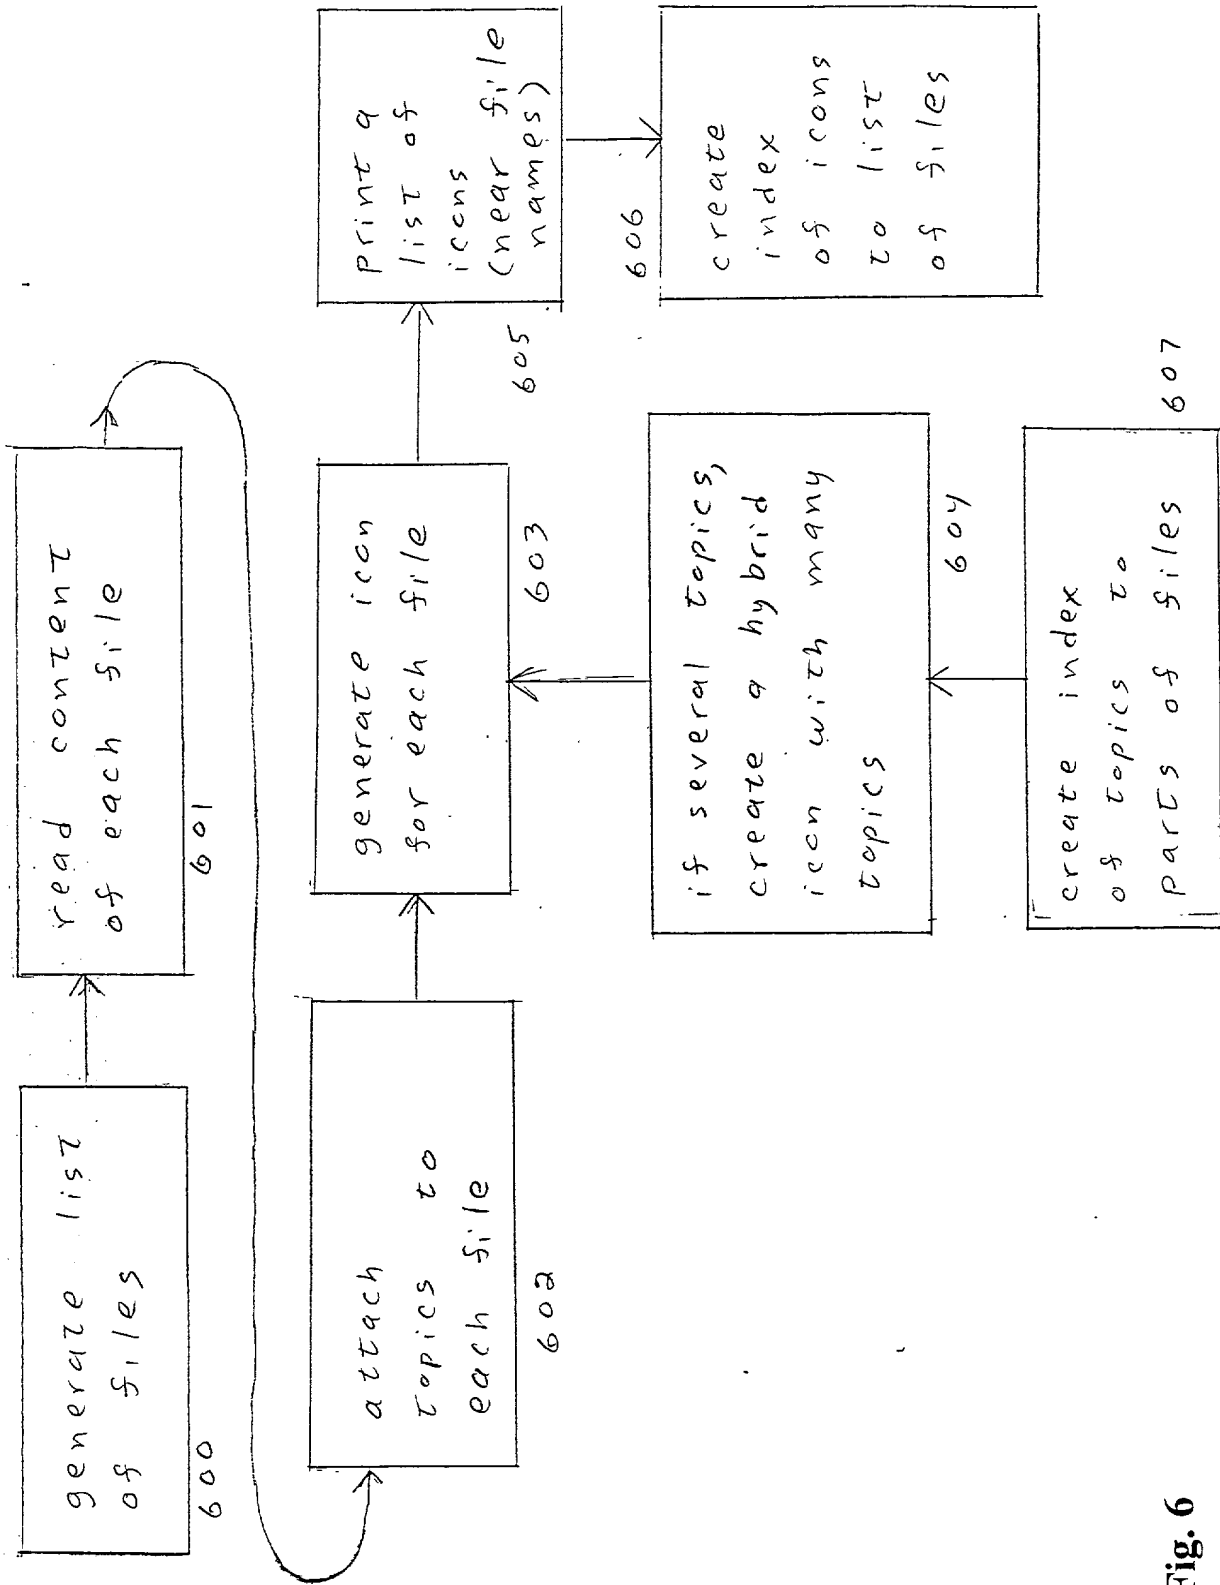 generate list
of files
600
read content
of each file
601
attach
topics to
each file
602
generate icon
for each file
603
if several topics,
create a hybrid
icon with many
topics
604
print a
list of
icons
(near file
names)
605
create
index
of icons
to list
of files
606
create index
of topics to
parts of files
607
Fig. 6